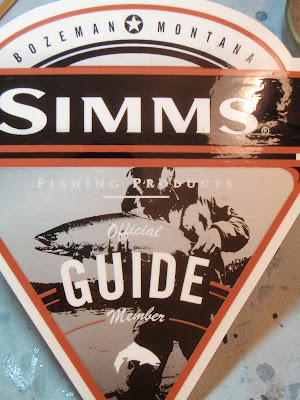 BOZEMAN ★ MONTANA
SIMMS®
FISHING PRODUCTS
Official
GUIDE
Member